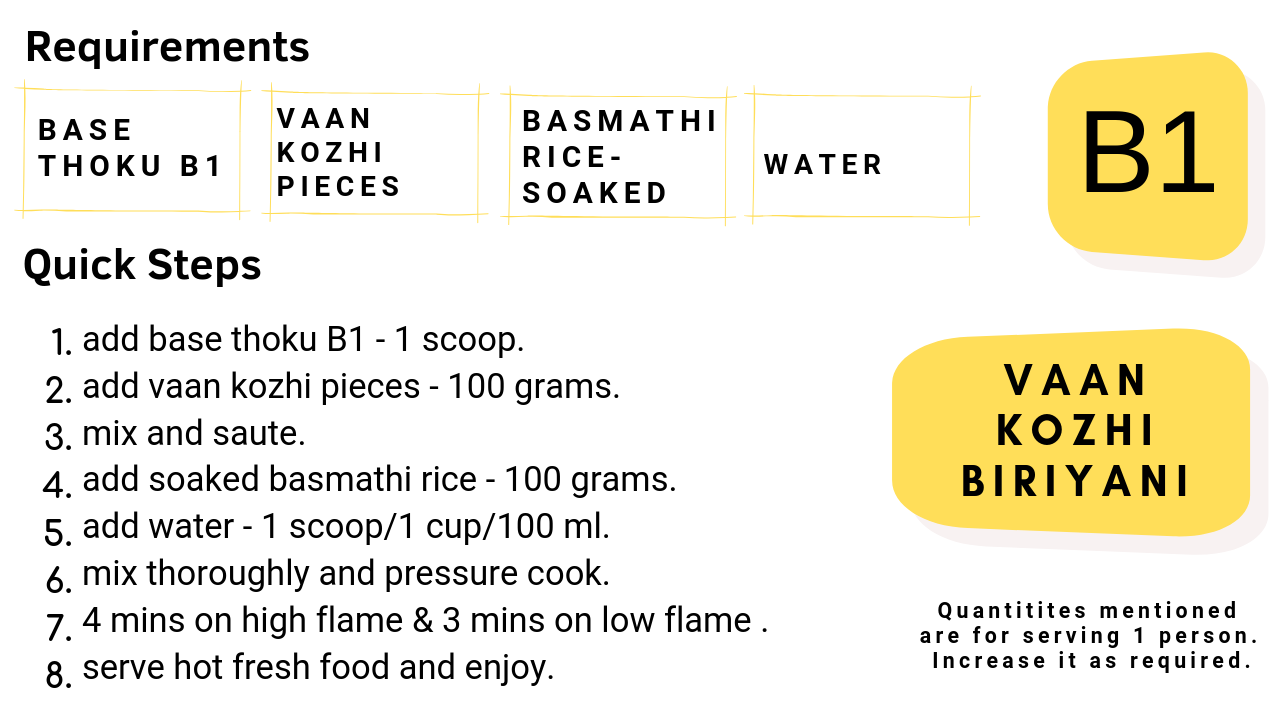 Requirements
BASE
THOKU B1
VAAN
KOZHI
PIECES
BASMATHI
RICE-
SOAKED
WATER
B1
Quick Steps
1. add base thoku B1 - 1 scoop.
2. add vaan kozhi pieces - 100 grams.
3. mix and saute.
4. add soaked basmathi rice - 100 grams.
5. add water - 1 scoop/1 cup/100 ml.
6. mix thoroughly and pressure cook.
7. 4 mins on high flame & 3 mins on low flame .
8. serve hot fresh food and enjoy.
VAAN
KOZHI
BIRIYANI
Quantitites mentioned
are for serving 1 person.
Increase it as required.